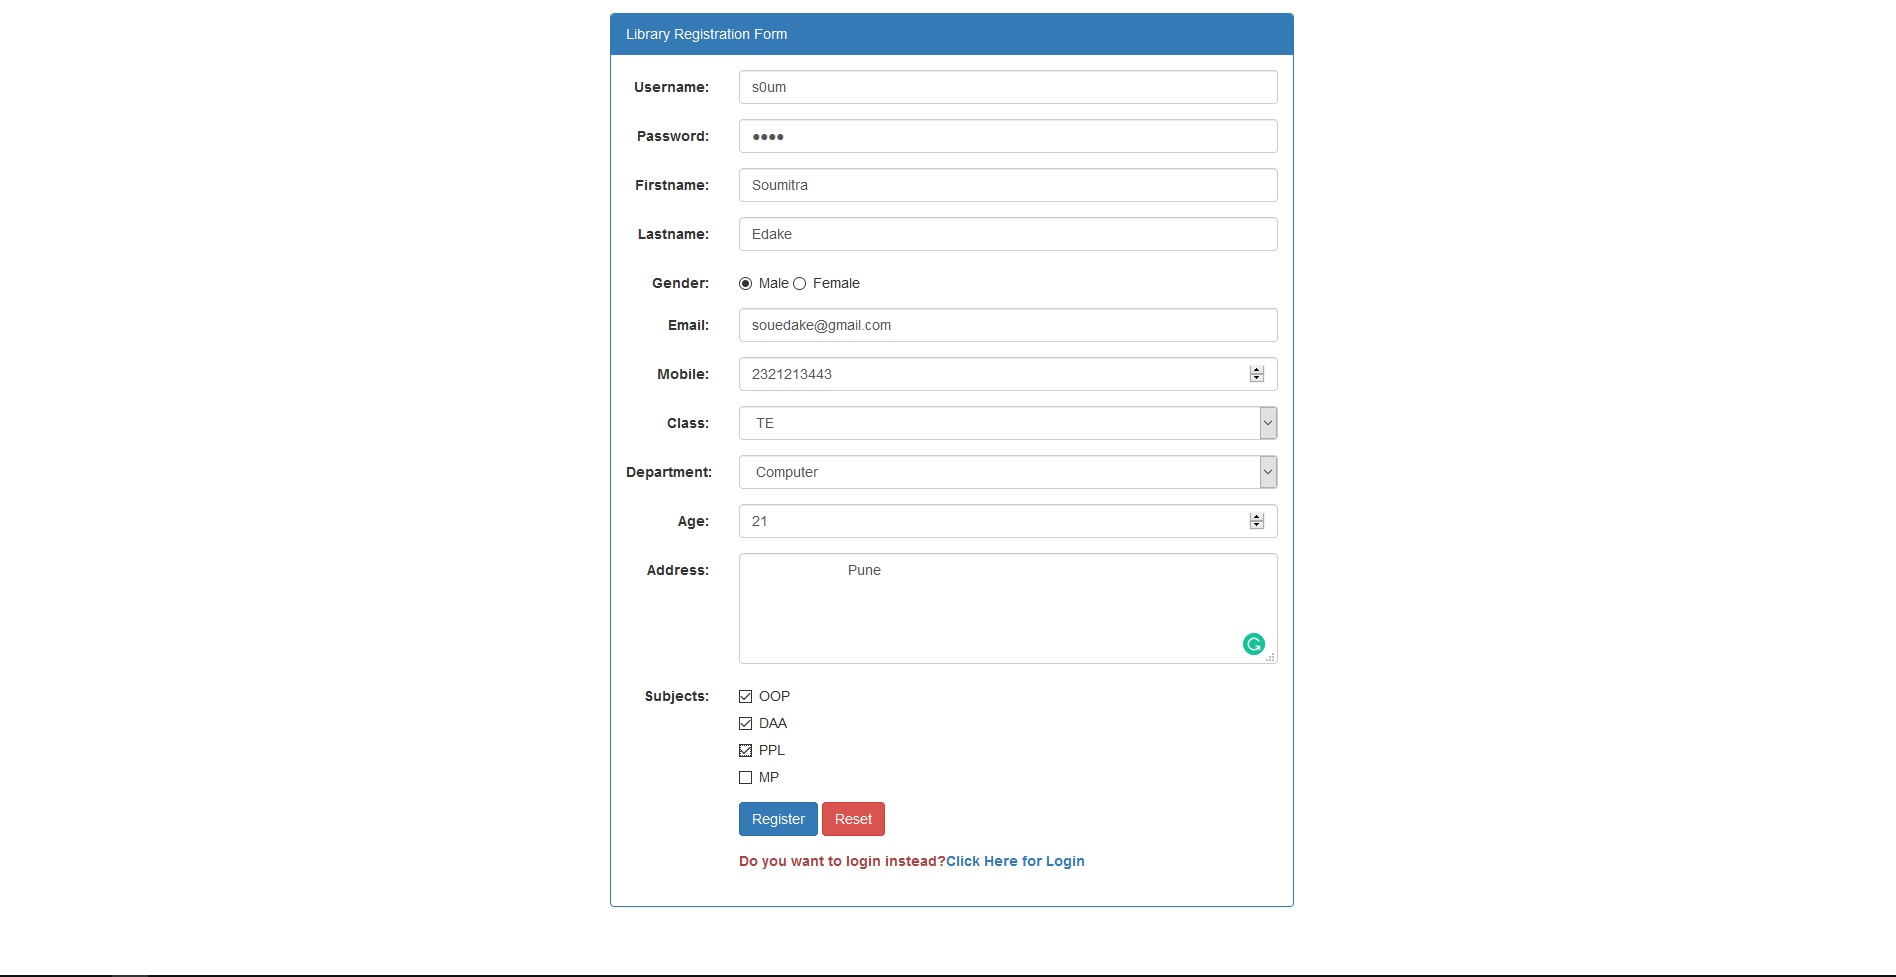 Library Registration Form
Username: s0um
Password: ●●●●
Firstname: Soumitra
Lastname: Edake
Gender: Male Female
Email: souedake@gmail.com
Mobile: 2321213443
Class: TE
Department: Computer
Age: 21
Address: Pune
Subjects: OOP
DAA
PPL
MP
Register Reset
Do you want to login instead?Click Here for Login